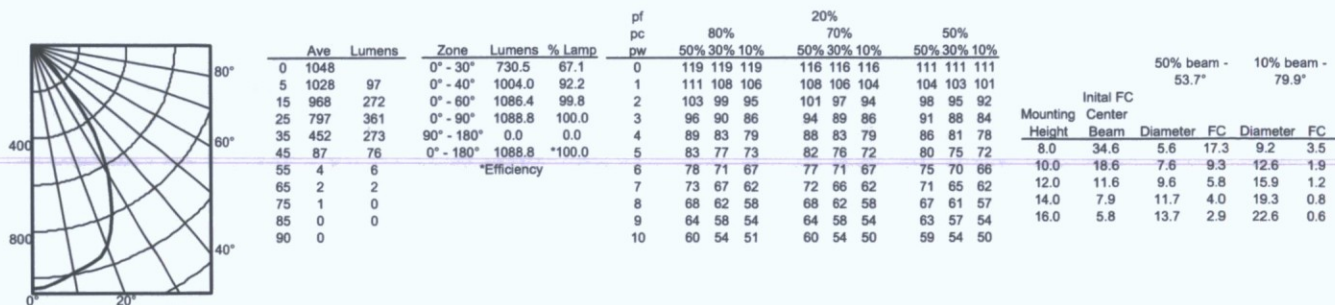 400
800
80°
60°
40°
0°
20°
Ave Lumens
0 1048
5 1028 97
15 968 272
25 797 361
35 452 273
45 87 76
55 4 6
65 2 2
75 1 0
85 0 0
90 0
Zone Lumens % Lamp
0° - 30° 730.5 67.1
0° - 40° 1004.0 92.2
0° - 60° 1086.4 99.8
0° - 90° 1088.8 100.0
90° - 180° 0.0 0.0
0° - 180° 1088.8 *100.0
*Efficiency
pf 20%
pc 80% 70% 50%
pw 50% 30% 10% 50% 30% 10% 50% 30% 10%
0 119 119 119 116 116 116 111 111 111
1 111 108 106 108 106 104 104 103 101
2 103 99 95 101 97 94 98 95 92
3 96 90 86 94 89 86 91 88 84
4 89 83 79 88 83 79 86 81 78
5 83 77 73 82 76 72 80 75 72
6 78 71 67 77 71 67 75 70 66
7 73 67 62 72 66 62 71 65 62
8 68 62 58 68 62 58 67 61 57
9 64 58 54 64 58 54 63 57 54
10 60 54 51 60 54 50 59 54 50
50% beam - 10% beam -
53.7° 79.9°
Inital FC
Mounting Center
Height Beam Diameter FC Diameter FC
8.0 34.6 5.6 17.3 9.2 3.5
10.0 18.6 7.6 9.3 12.6 1.9
12.0 11.6 9.6 5.8 15.9 1.2
14.0 7.9 11.7 4.0 19.3 0.8
16.0 5.8 13.7 2.9 22.6 0.6